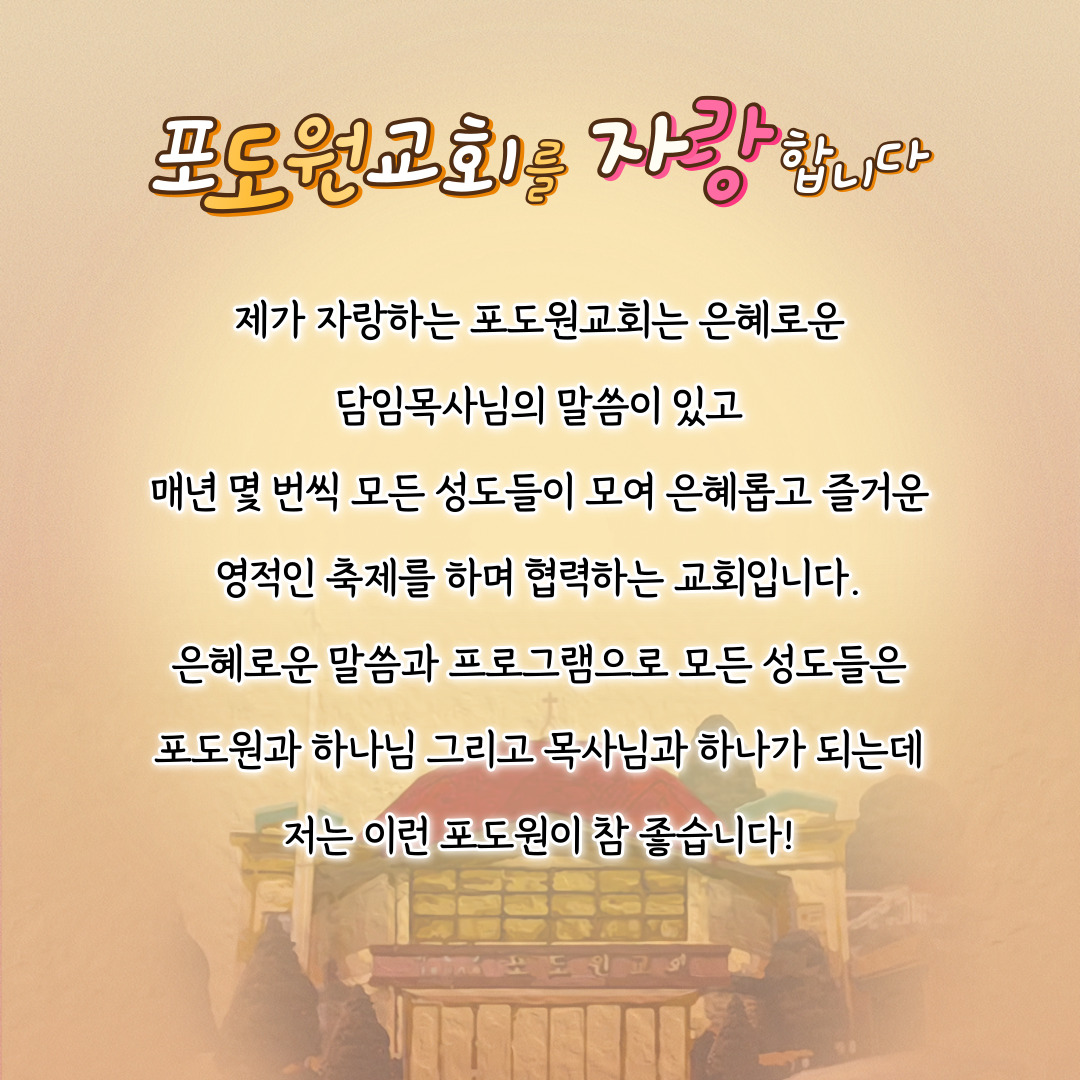 포도원교회를 자랑합니다
제가 자랑하는 포도원교회는 은혜로운
담임목사님의 말씀이 있고
매년 몇 번씩 모든 성도들이 모여 은혜롭고 즐거운
영적인 축제를 하며 협력하는 교회입니다.
은혜로운 말씀과 프로그램으로 모든 성도들은
포도원과 하나님 그리고 목사님과 하나가 되는데
저는 이런 포도원이 참 좋습니다!
포도원교회